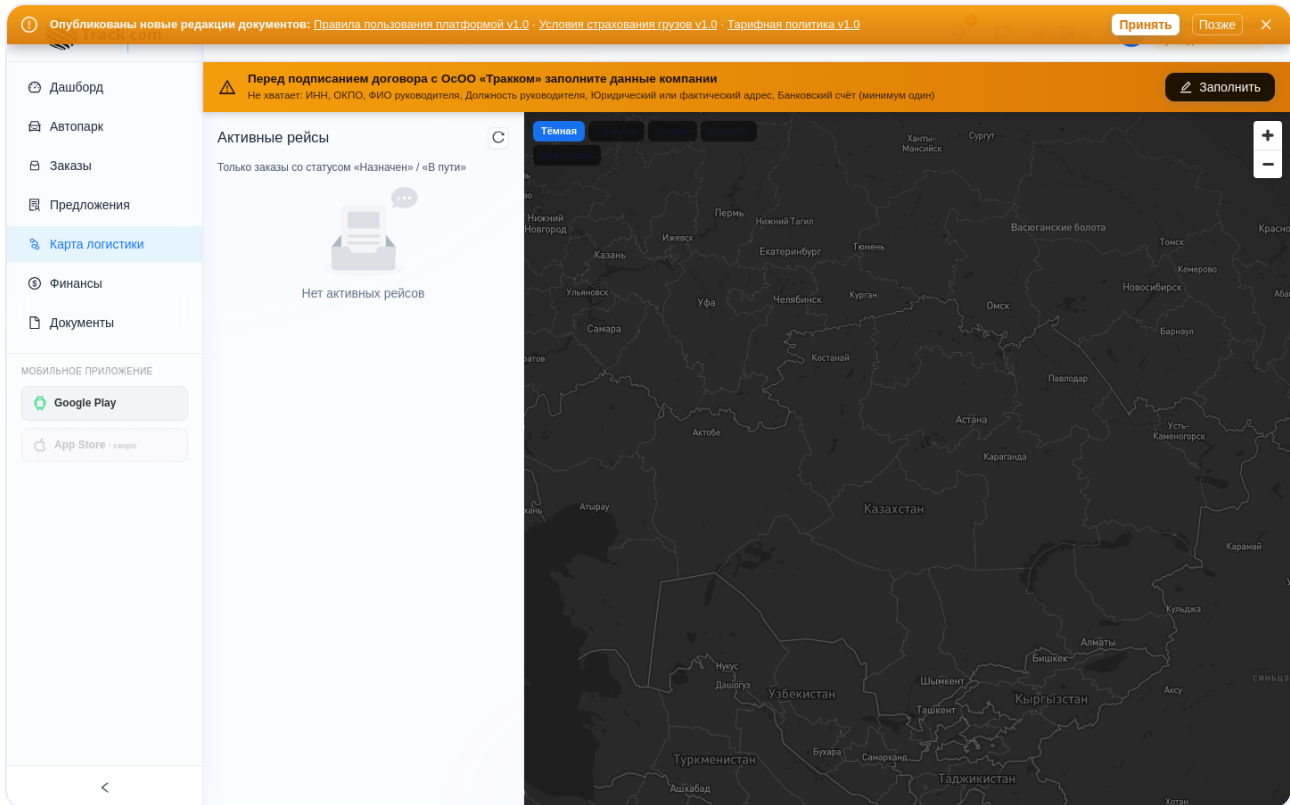 Опубликованы новые редакции документов: Правила пользования платформой v1.0 · Условия страхования грузов v1.0 · Тарифная политика v1.0
Принять
Позже
Track com
Перед подписанием договора с ОсОО «Тракком» заполните данные компании
Не хватает: ИНН, ОКПО, ФИО руководителя, Должность руководителя, Юридический или фактический адрес, Банковский счёт (минимум один)
Заполнить
Дашборд
Автопарк
Заказы
Предложения
Карта логистики
Финансы
Документы
МОБИЛЬНОЕ ПРИЛОЖЕНИЕ
Google Play
App Store · скоро
Активные рейсы
Только заказы со статусом «Назначен» / «В пути»
Нет активных рейсов
Тёмная
Ханты-
Мансийск
Сургут
Нижний
Новгород
Пермь
Нижний Тагил
Васюганские болота
Ижевск
Екатеринбург
Тюмень
Томск
Казань
Кемерово
Ульяновск
Уфа
Челябинск
Курган
Омск
Новосибирск
Самара
Барнаул
Костанай
Павлодар
Астана
Актобе
Усть-
Каменогорск
Караганда
Атырау
Казахстан
Карамай
Кульджа
Алматы
Бишкек
Нукус
Дашогуз
Шымкент
Аксу
Узбекистан
Кыргызстан
Ташкент
Бухара
Самарканд
Туркменистан
Таджикистан
Ашхабад
Хотан